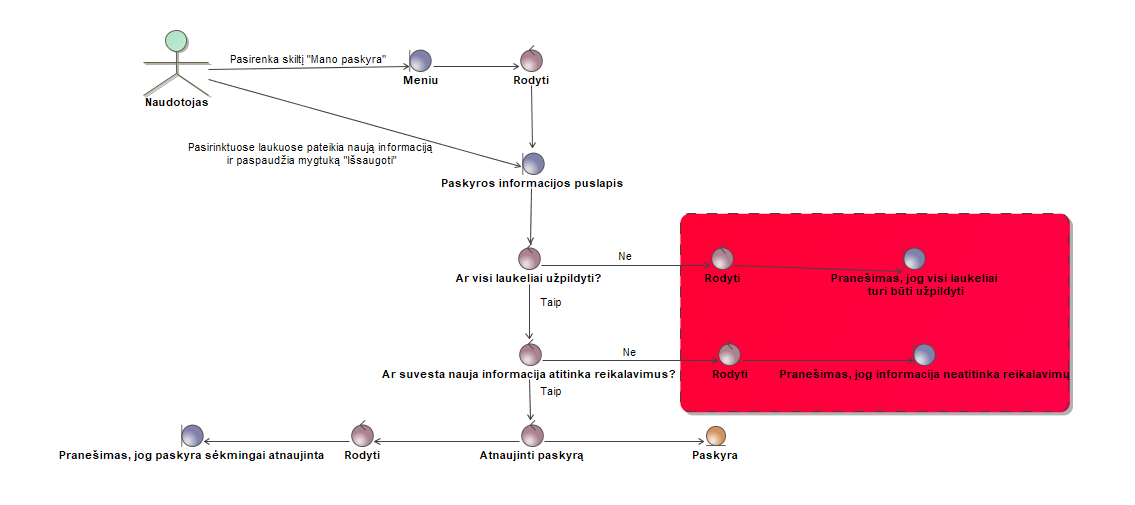 Pasirenka skiltį "Mano paskyra"
Meniu
Rodyti
Naudotojas
Pasirinktuose laukuose pateikia naują informaciją
ir paspaudžia mygtuką "Išsaugoti"
Paskyros informacijos puslapis
Ne
Ar visi laukeliai užpildyti?
Rodyti
Pranešimas, jog visi laukeliai
turi būti užpildyti
Taip
Ne
Ar suvesta nauja informacija atitinka reikalavimus?
Rodyti
Pranešimas, jog informacija neatitinka reikalavimų
Taip
Pranešimas, jog paskyra sėkmingai atnaujinta
Rodyti
Atnaujinti paskyrą
Paskyra